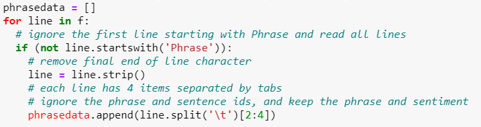 phrasedata = []
for line in f:
# ignore the first line starting with Phrase and read all lines
if (not line.startswith('Phrase')):
# remove final end of line character
line = line.strip()
# each line has 4 items separated by tabs
# ignore the phrase and sentence ids, and keep the phrase and sentiment
phrasedata.append(line.split('\t')[2:4])